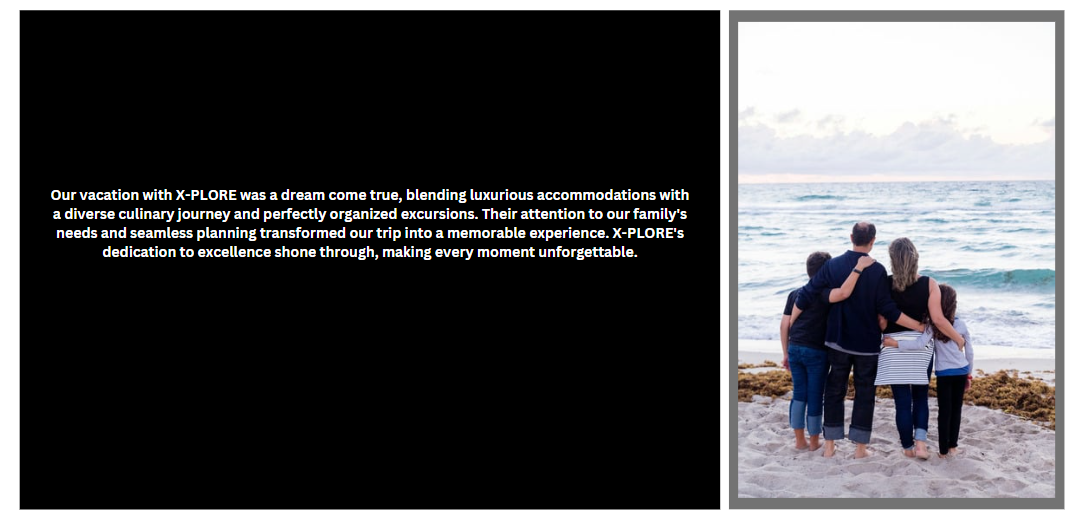 Our vacation with X-PLORE was a dream come true, blending luxurious accommodations with
a diverse culinary journey and perfectly organized excursions. Their attention to our family's
needs and seamless planning transformed our trip into a memorable experience. X-PLORE's
dedication to excellence shone through, making every moment unforgettable.